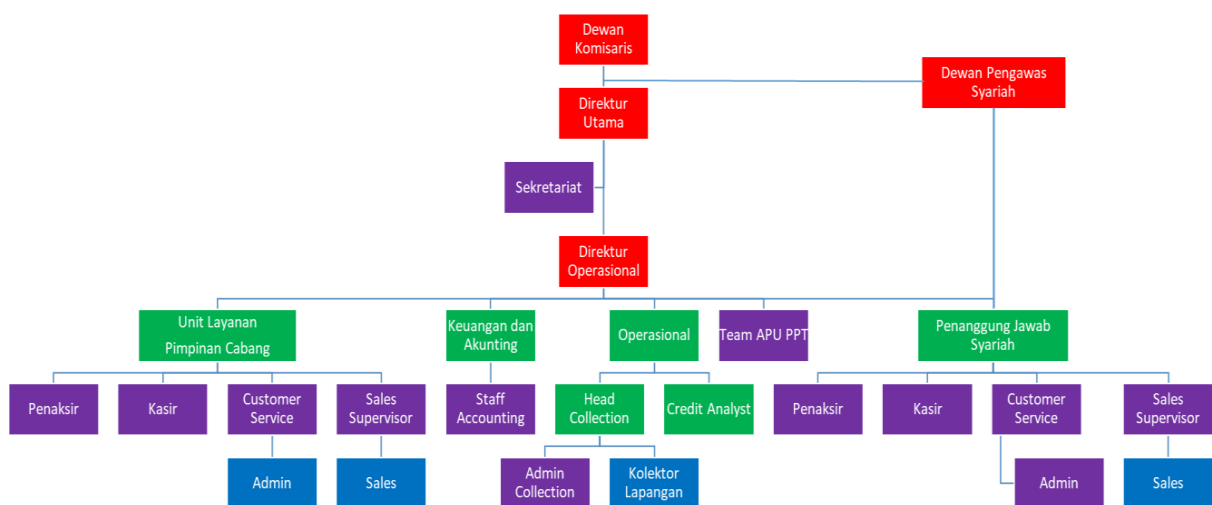 Dewan
Komisaris
Dewan Pengawas
Syariah
Direktur
Utama
Sekretariat
Direktur
Operasional
Unit Layanan
Pimpinan Cabang
Keuangan dan
Akunting
Operasional
Team APU PPT
Penanggung Jawab
Syariah
Penaksir
Kasir
Customer
Service
Sales
Supervisor
Staff
Accounting
Head
Collection
Credit Analyst
Penaksir
Kasir
Customer
Service
Sales
Supervisor
Admin
Sales
Admin
Collection
Kolektor
Lapangan
Admin
Sales